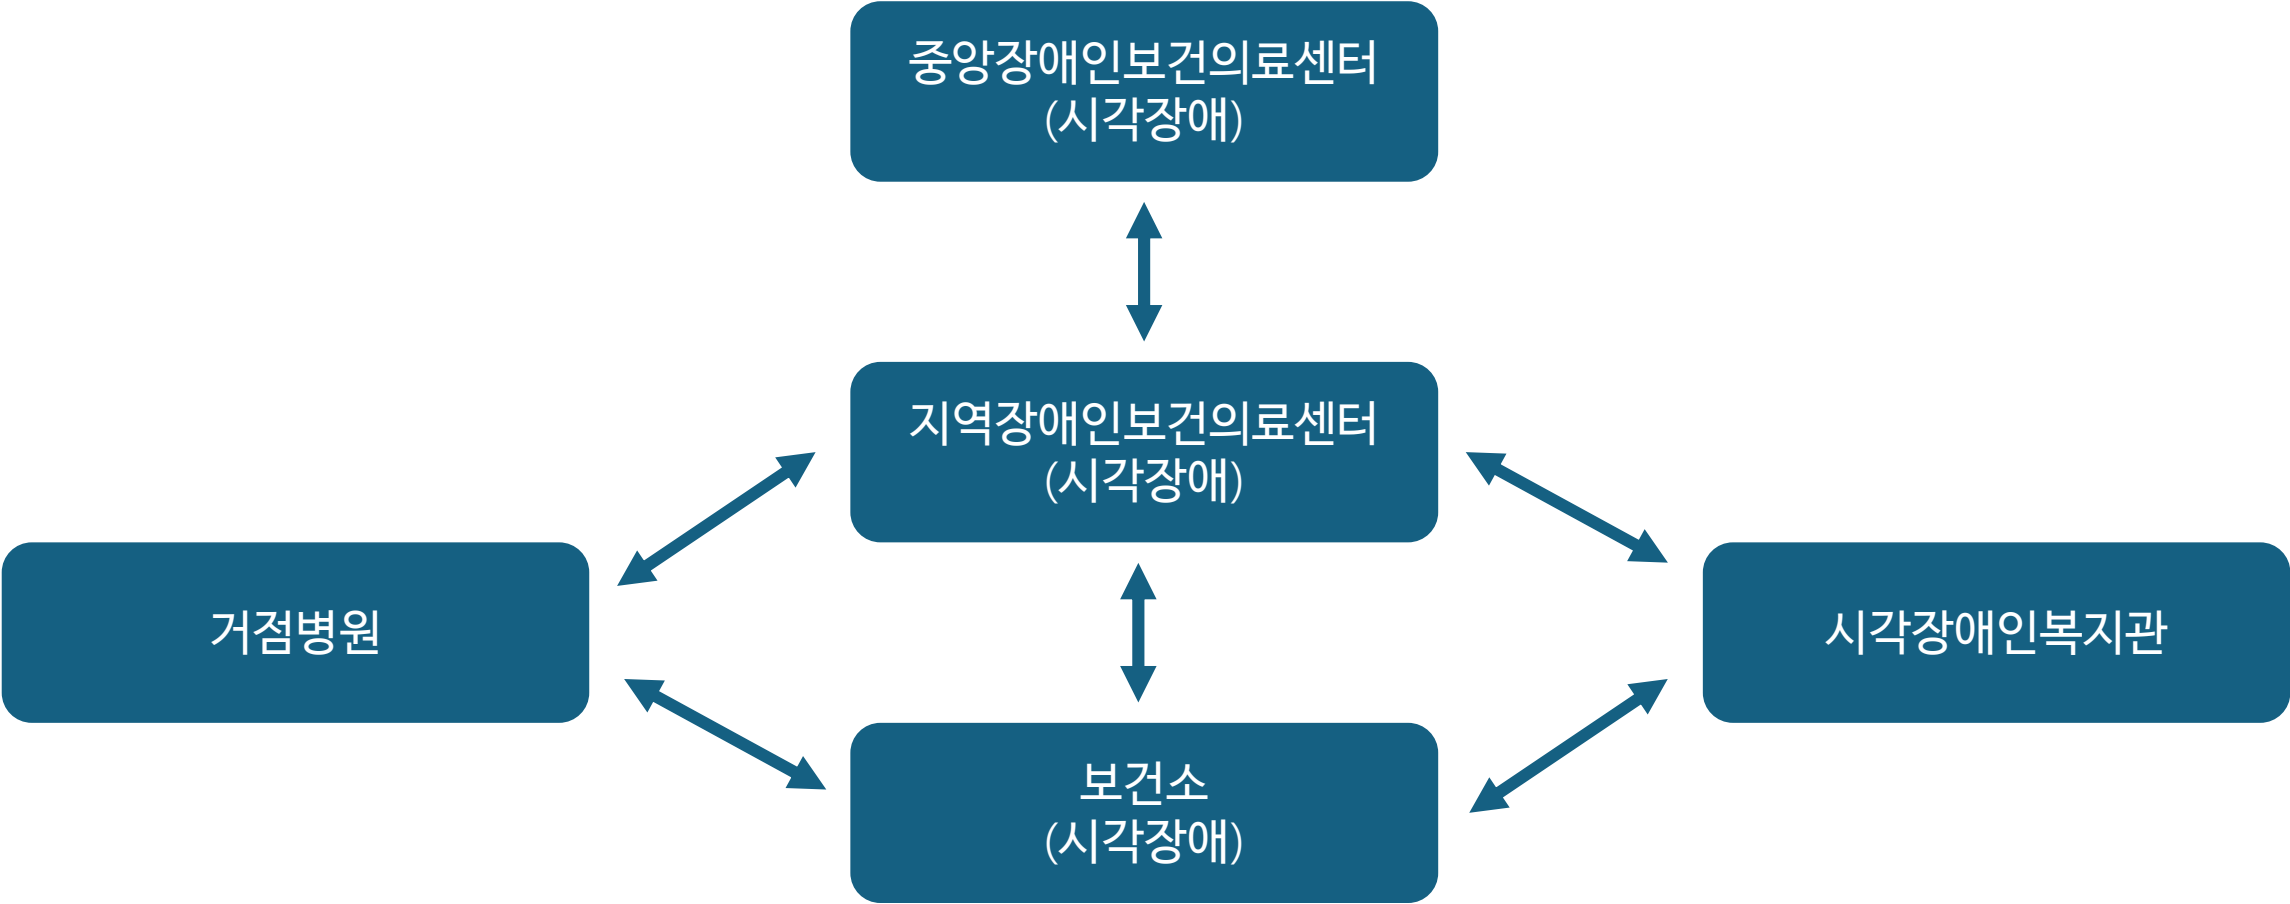 중앙장애인보건의료센터
(시각장애)
지역장애인보건의료센터
(시각장애)
거점병원
시각장애인복지관
보건소
(시각장애)